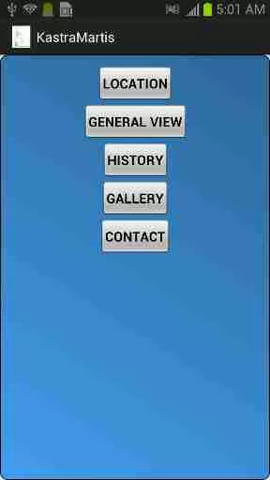 5:01 AM
KastraMartis
LOCATION
GENERAL VIEW
HISTORY
GALLERY
CONTACT